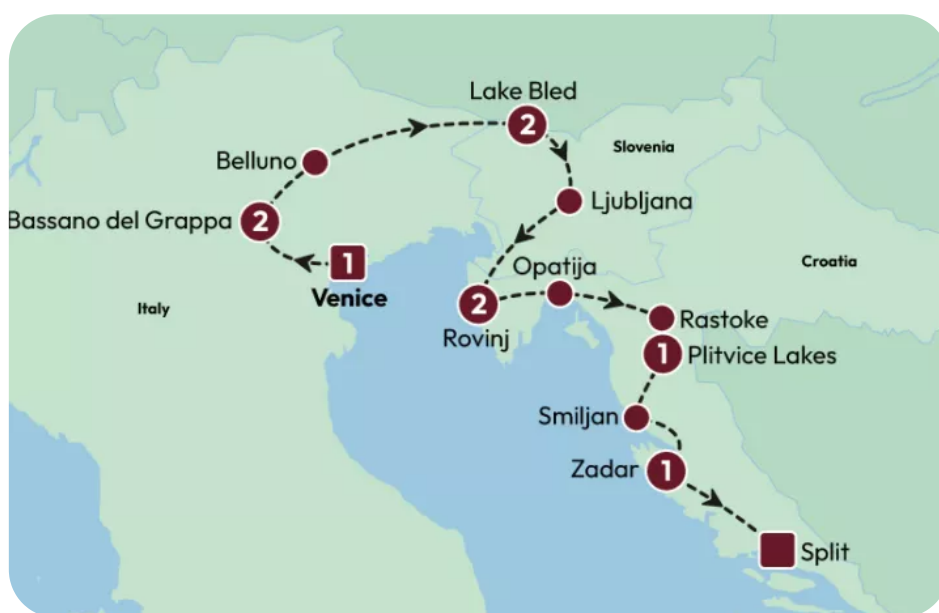 Lake Bled
2
Slovenia
Belluno
Ljubljana
Bassano del Grappa
2
1
Venice
Italy
Opatija
Croatia
2
Rovinj
Rastoke
1
Plitvice Lakes
Smiljan
Zadar
1
Split